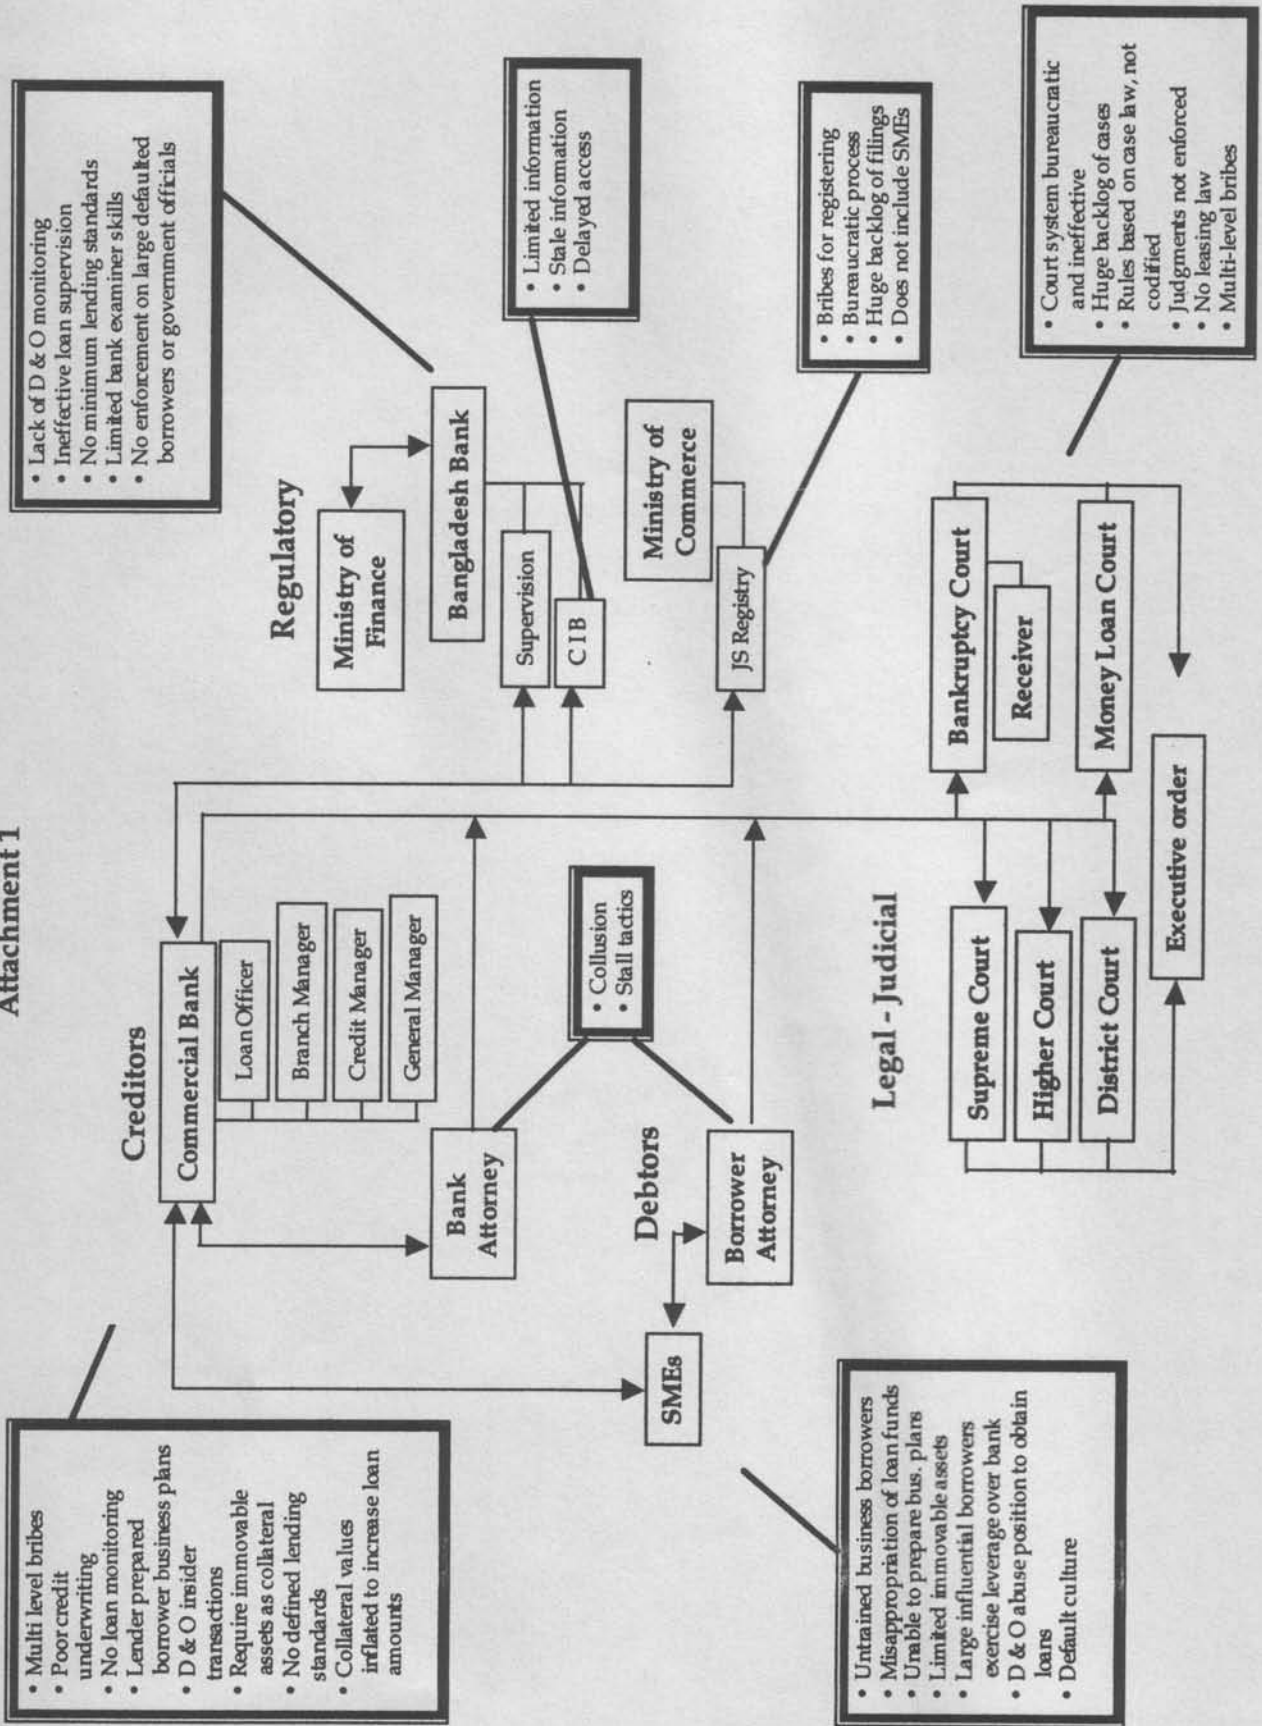 Attachment 1
• Multi level bribes
• Poor credit
underwriting
• No loan monitoring
• Lender prepared
borrower business plans
• D & O insider
transactions
• Require immovable
assets as collateral
• No defined lending
standards
• Collateral values
inflated to increase loan
amounts
Creditors
Commercial Bank
Loan Officer
Branch Manager
Credit Manager
General Manager
Bank
Attorney
• Collusion
• Stall tactics
Regulatory
Ministry of
Finance
Bangladesh Bank
Supervision
CIB
Ministry of
Commerce
JS Registry
• Lack of D & O monitoring
• Ineffective loan supervision
• No minimum lending standards
• Limited bank examiner skills
• No enforcement on large defaulted
borrowers or government officials
• Limited information
• Stale information
• Delayed access
• Bribes for registering
• Bureaucratic process
• Huge backlog of filings
• Does not include SMEs
Debtors
SMEs
Borrower
Attorney
• Untrained business borrowers
• Misappropriation of loan funds
• Unable to prepare bus. plans
• Limited immovable assets
• Large influential borrowers
exercise leverage over bank
• D & O abuse position to obtain
loans
• Default culture
Legal - Judicial
Supreme Court
Higher Court
District Court
Bankruptcy Court
Receiver
Money Loan Court
Executive order
• Court system bureaucratic
and ineffective
• Huge backlog of cases
• Rules based on case law, not
codified
• Judgments not enforced
• No leasing law
• Multi-level bribes